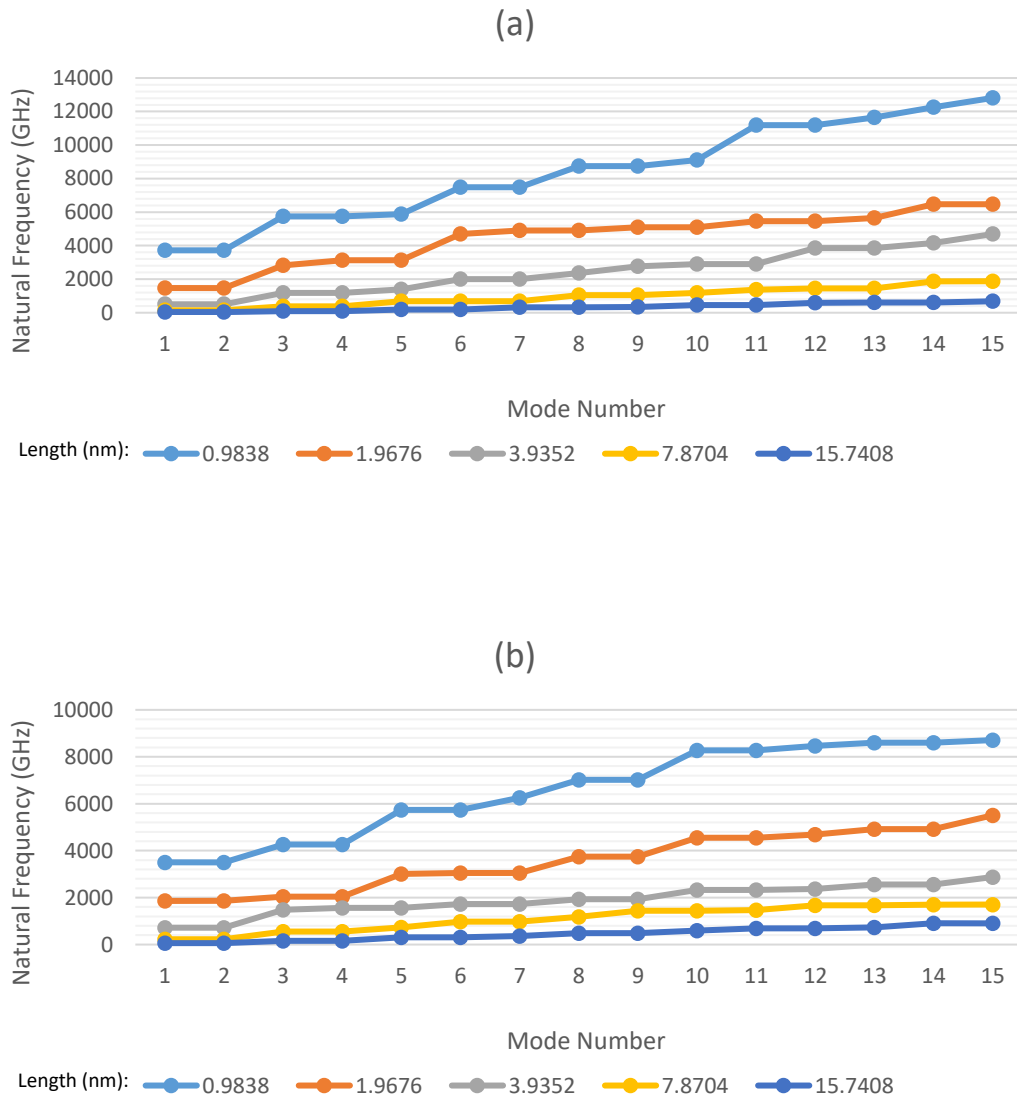 (a)
Natural Frequency (GHz)
14000
12000
10000
8000
6000
4000
2000
0
1 2 3 4 5 6 7 8 9 10 11 12 13 14 15
Mode Number
Length (nm): 0.9838 1.9676 3.9352 7.8704 15.7408
(b)
Natural Frequency (GHz)
10000
8000
6000
4000
2000
0
1 2 3 4 5 6 7 8 9 10 11 12 13 14 15
Mode Number
Length (nm): 0.9838 1.9676 3.9352 7.8704 15.7408